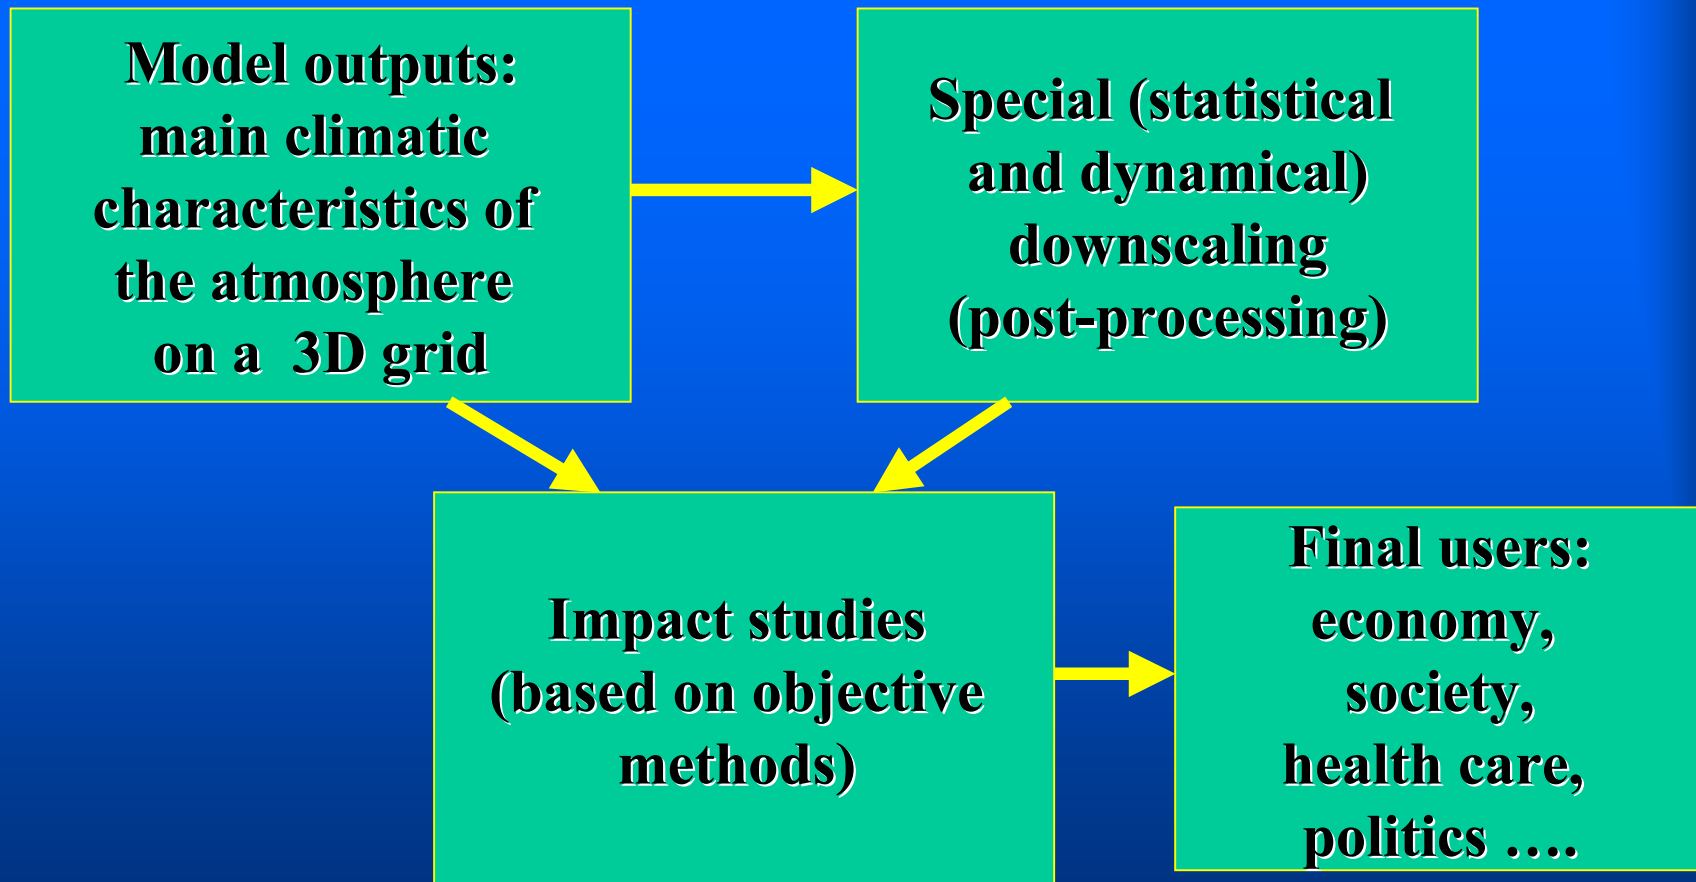 Model outputs:
main climatic
characteristics of
the atmosphere
on a 3D grid
Special (statistical
and dynamical)
downscaling
(post-processing)
Impact studies
(based on objective
methods)
Final users:
economy,
society,
health care,
politics ….